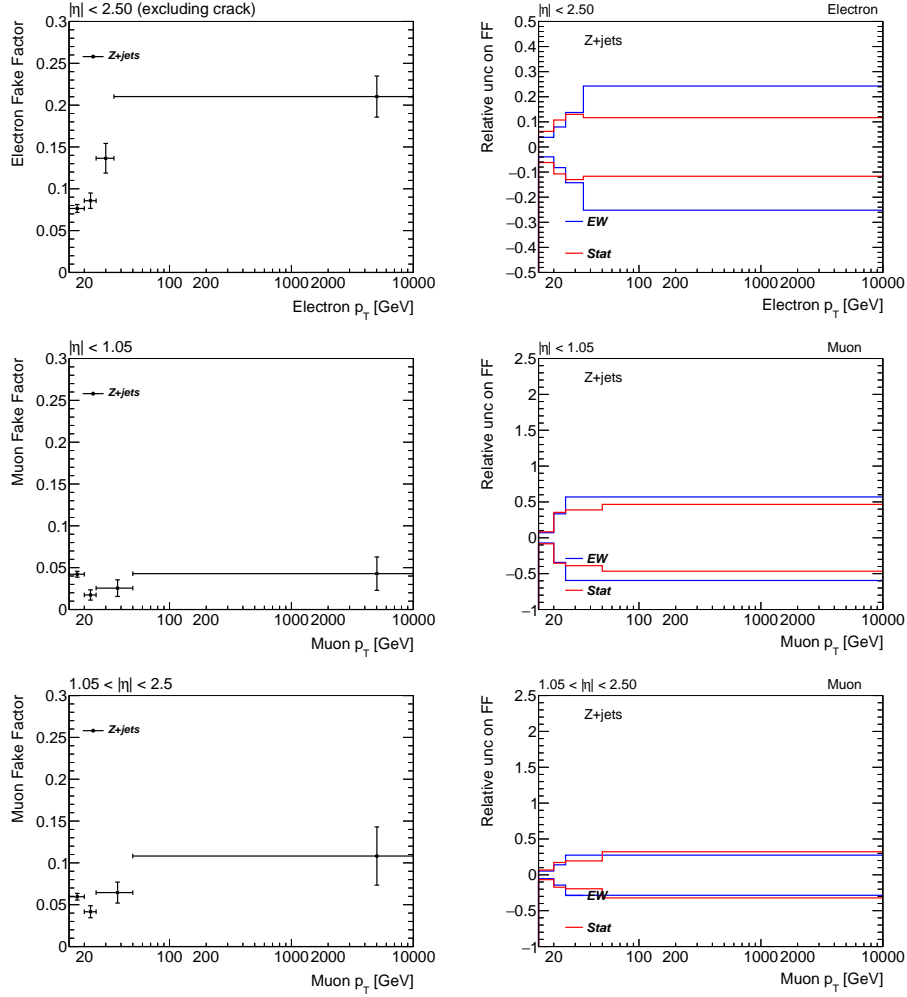 |η| < 2.50 (excluding crack)
Electron Fake Factor
0.3
0.25
0.2
0.15
0.1
0.05
0
Z+jets
20 100 200 1000 2000 10000
Electron p_T [GeV]
|η| < 2.50 Electron
Relative unc on FF
0.5
0.4
0.3
0.2
0.1
0
−0.1
−0.2
−0.3
−0.4
−0.5
Z+jets
EW
Stat
20 100 200 1000 2000 10000
Electron p_T [GeV]
|η| < 1.05
Muon Fake Factor
0.3
0.25
0.2
0.15
0.1
0.05
0
Z+jets
20 100 200 1000 2000 10000
Muon p_T [GeV]
|η| < 1.05 Muon
Relative unc on FF
2.5
2
1.5
1
0.5
0
−0.5
−1
Z+jets
EW
Stat
20 100 200 1000 2000 10000
Muon p_T [GeV]
1.05 < |η| < 2.5
Muon Fake Factor
0.3
0.25
0.2
0.15
0.1
0.05
0
Z+jets
20 100 200 1000 2000 10000
Muon p_T [GeV]
1.05 < |η| < 2.50 Muon
Relative unc on FF
2.5
2
1.5
1
0.5
0
−0.5
−1
Z+jets
EW
Stat
20 100 200 1000 2000 10000
Muon p_T [GeV]